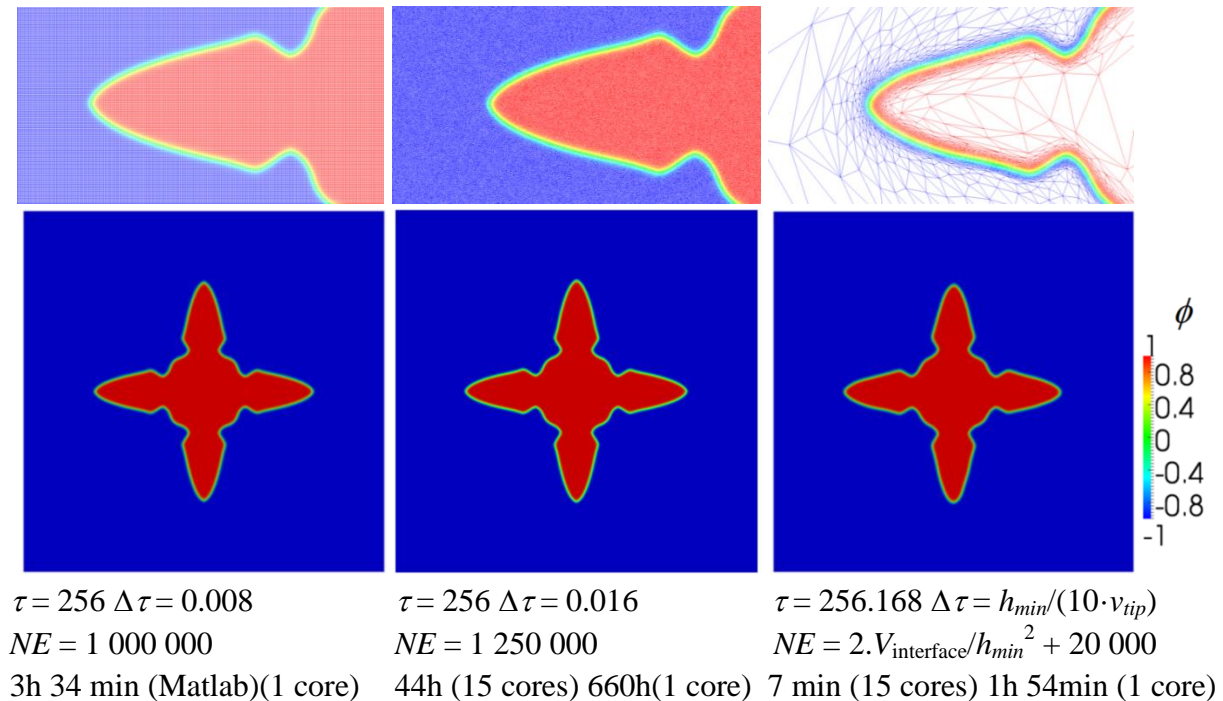 ϕ
1
0.8
0.4
0
-0.4
-0.8
-1
τ = 256 Δτ = 0.008
NE = 1 000 000
3h 34 min (Matlab)(1 core)
τ = 256 Δτ = 0.016
NE = 1 250 000
44h (15 cores) 660h(1 core)
τ = 256.168 Δτ = hmin/(10·vtip)
NE = 2.Vinterface/hmin² + 20 000
7 min (15 cores) 1h 54min (1 core)